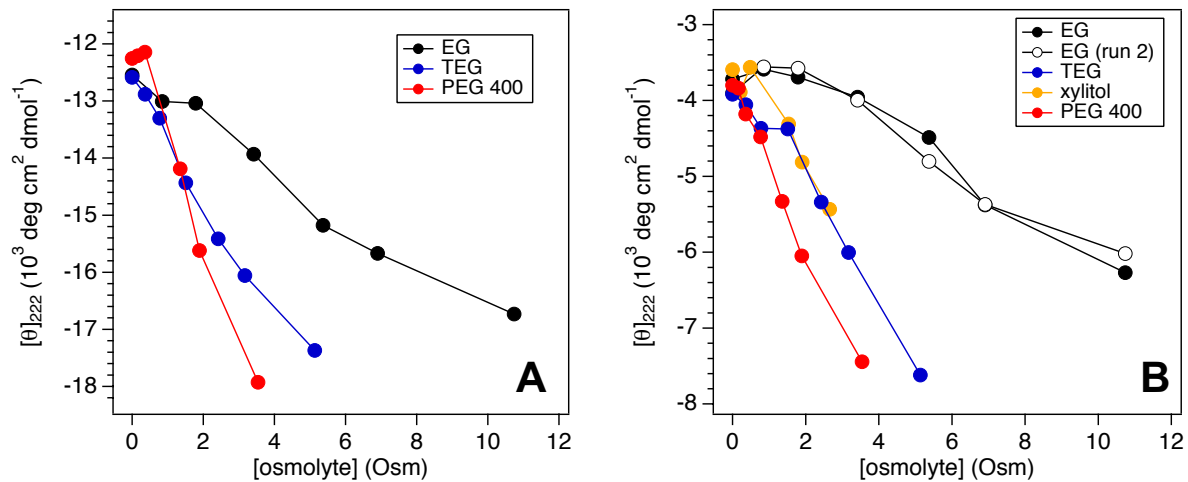 -12
-13
-14
-15
-16
-17
-18
[θ]222 (10³ deg cm² dmol⁻¹)
EG
TEG
PEG 400
A
0 2 4 6 8 10 12
[osmolyte] (Osm)
-3
-4
-5
-6
-7
-8
[θ]222 (10³ deg cm² dmol⁻¹)
EG
EG (run 2)
TEG
xylitol
PEG 400
B
0 2 4 6 8 10 12
[osmolyte] (Osm)